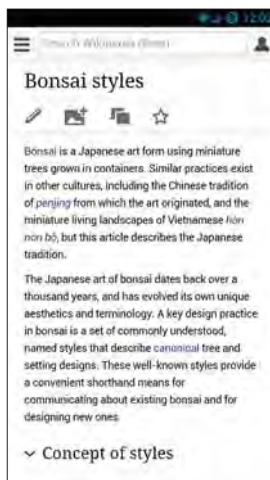 12:00
Search Wikipedia (Beta)
Bonsai styles
Bonsai is a Japanese art form using miniature
trees grown in containers. Similar practices exist
in other cultures, including the Chinese tradition
of penjing from which the art originated, and the
miniature living landscapes of Vietnamese hòn
non bộ, but this article describes the Japanese
tradition.
The Japanese art of bonsai dates back over a
thousand years, and has evolved its own unique
aesthetics and terminology. A key design practice
in bonsai is a set of commonly understood,
named styles that describe canonical tree and
setting designs. These well-known styles provide
a convenient shorthand means for
communicating about existing bonsai and for
designing new ones.
Concept of styles